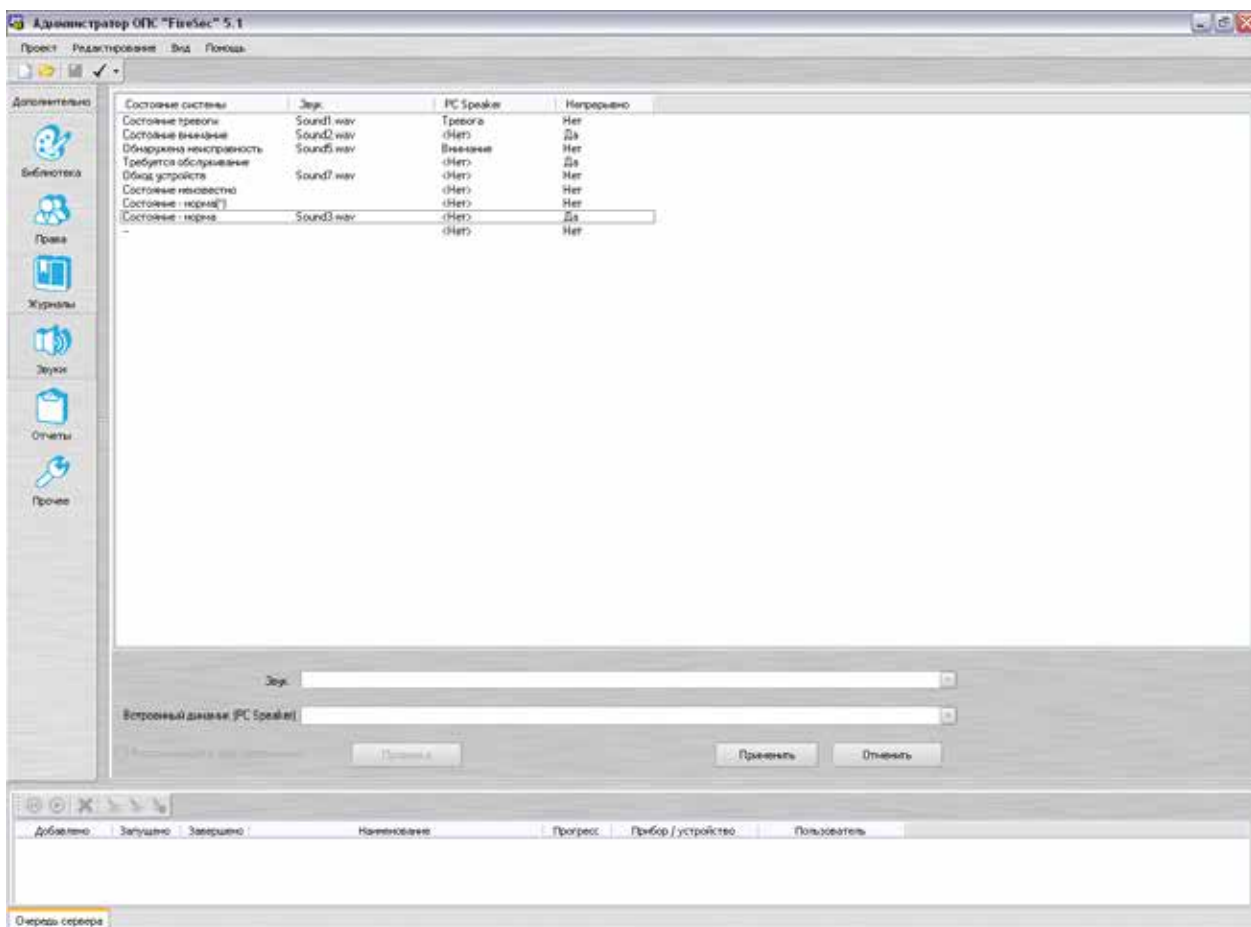 Администратор ОПС "FireSec" 5.1
Проект Редактирование Вид Помощь
Дополнительно
Библиотека
Права
Журналы
Звуки
Отчеты
Прочее
Состояние системы Звук PC Speaker Непрерывно
Состояние тревоги Sound1.wav Тревога Нет
Состояние внимание Sound2.wav <Нет> Да
Обнаружена неисправность Sound5.wav Внимание Нет
Требуется обслуживание <Нет> Да
Обход устройств Sound7.wav <Нет> Нет
Состояние неизвестно <Нет> Нет
Состояние - норма(*) <Нет> Нет
Состояние - норма Sound3.wav <Нет> Да
-- <Нет> Нет
Звук
Встроенный динамик (PC Speaker)
Применить Отменить
Добавлено Запущено Завершено Наименование Прогресс Прибор / устройство Пользователь
Очередь сервера